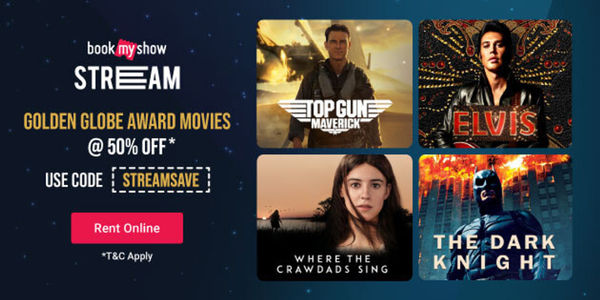 book my show
STREAM
GOLDEN GLOBE AWARD MOVIES
@ 50% OFF*
USE CODE STREAMSAVE
Rent Online
*T&C Apply
TOP GUN
MAVERICK
ELVIS
WHERE THE
CRAWDADS SING
THE DARK
KNIGHT